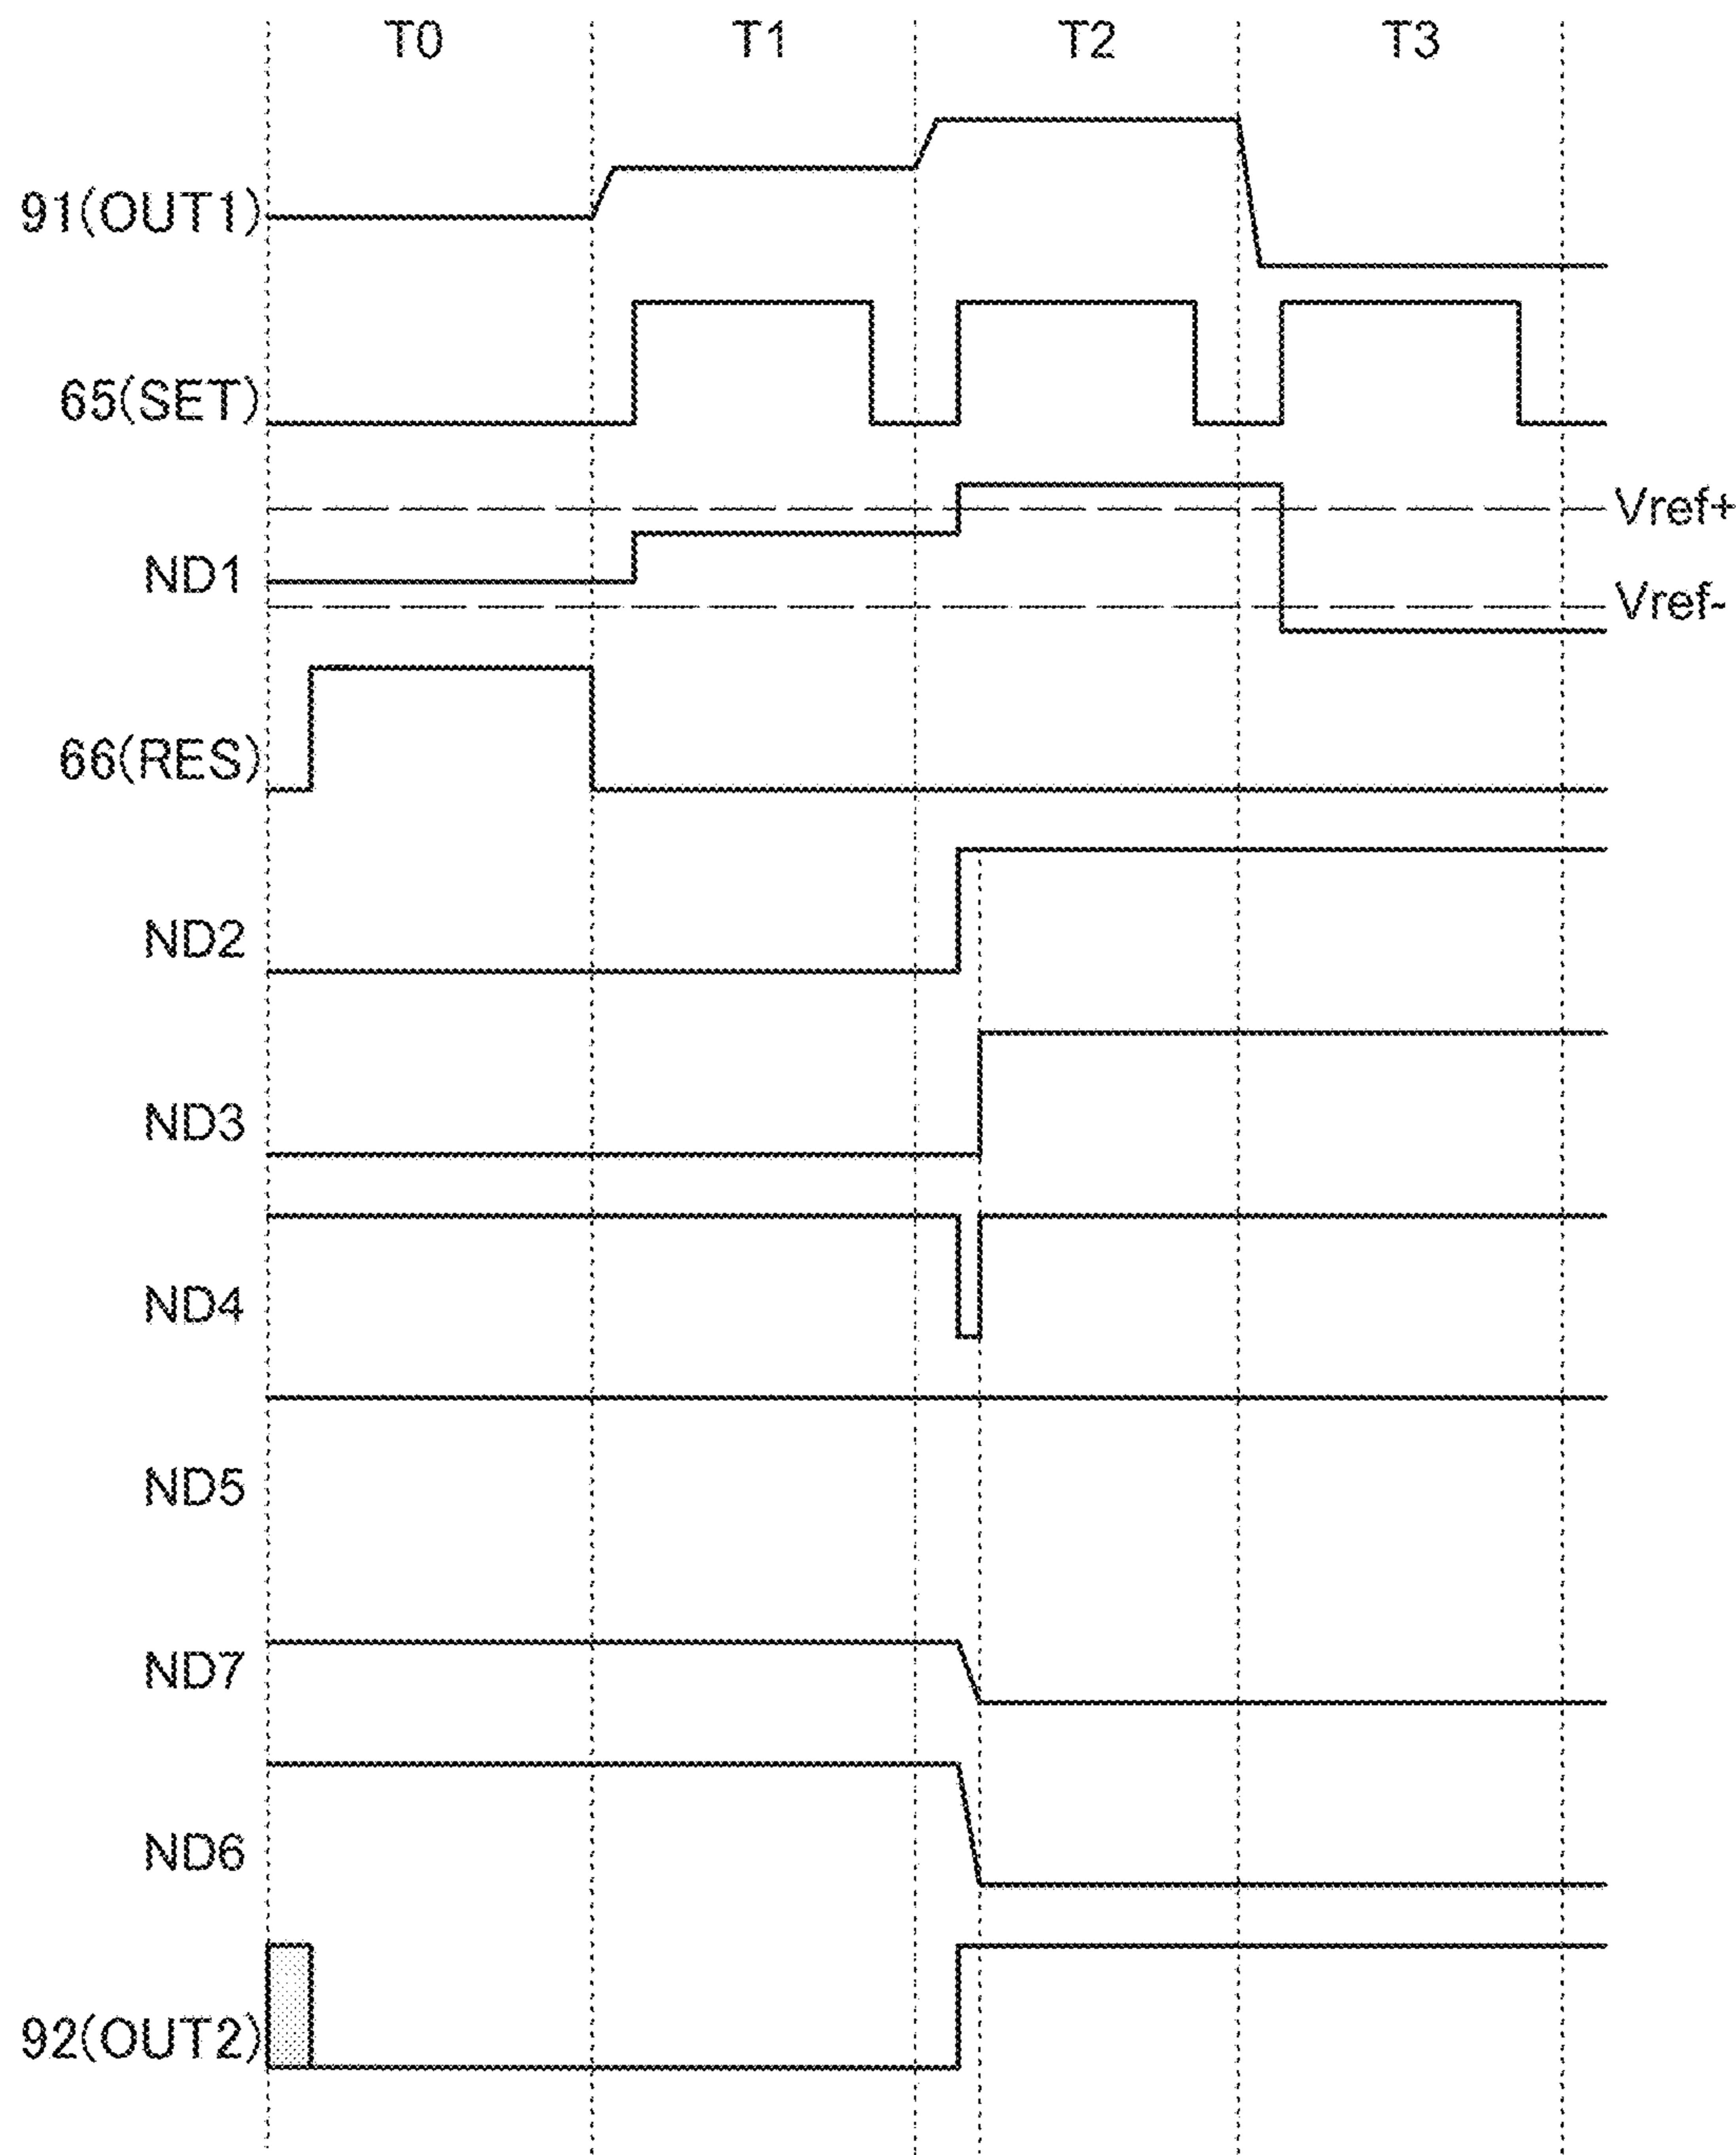 T0 T1 T2 T3
91(OUT1)
65(SET)
Vref+
ND1
Vref-
66(RES)
ND2
ND3
ND4
ND5
ND7
ND6
92(OUT2)